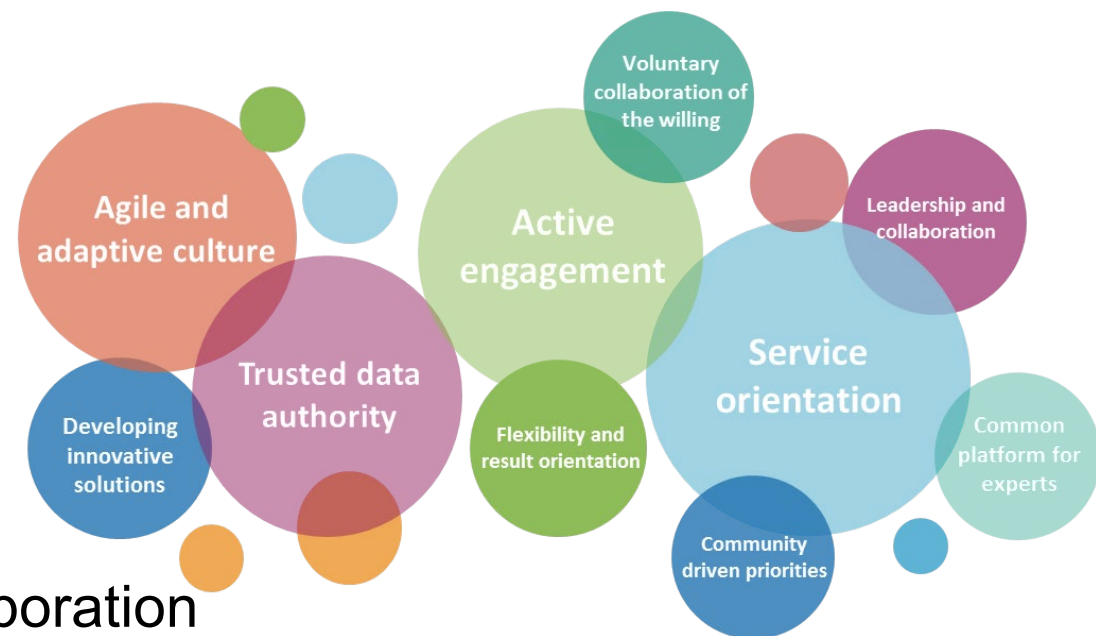 Voluntary
collaboration of
the willing
Agile and
adaptive culture
Active
engagement
Leadership and
collaboration
Trusted data
authority
Service
orientation
Developing
innovative
solutions
Flexibility and
result orientation
Common
platform for
experts
Community
driven priorities
boration